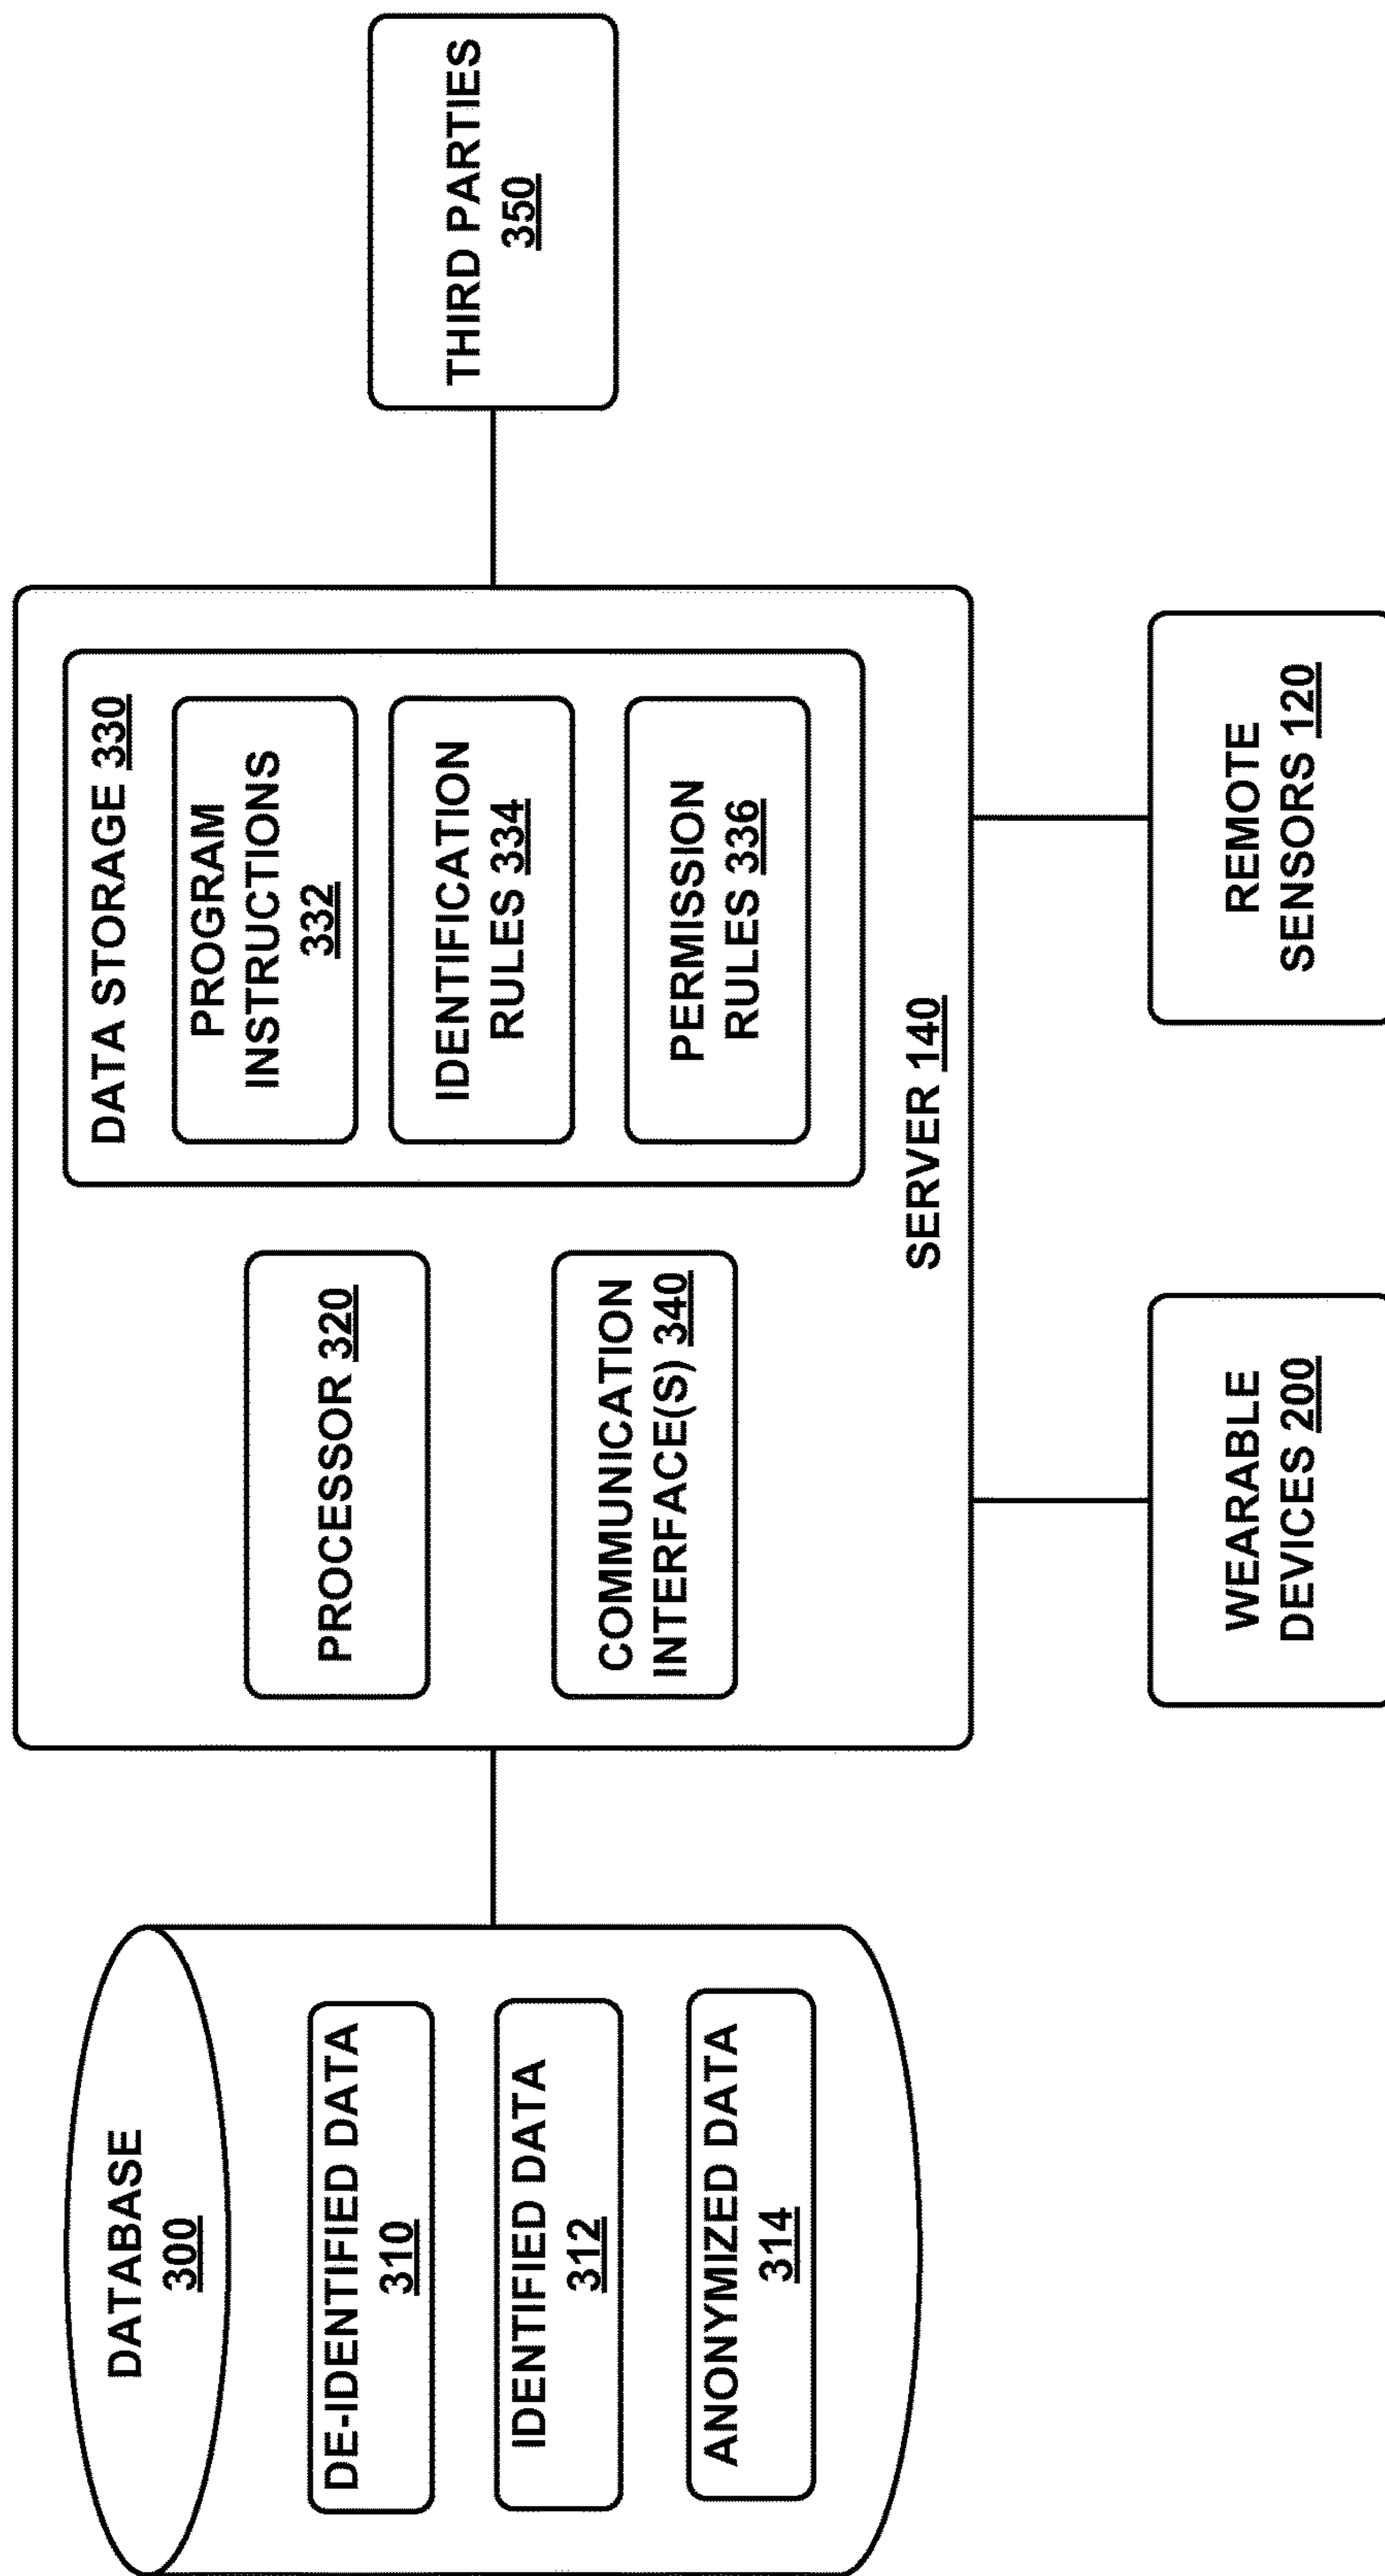 DATABASE
300
DE-IDENTIFIED DATA
310
IDENTIFIED DATA
312
ANONYMIZED DATA
314
PROCESSOR 320
COMMUNICATION
INTERFACE(S) 340
DATA STORAGE 330
PROGRAM
INSTRUCTIONS
332
IDENTIFICATION
RULES 334
PERMISSION
RULES 336
SERVER 140
THIRD PARTIES
350
WEARABLE
DEVICES 200
REMOTE
SENSORS 120